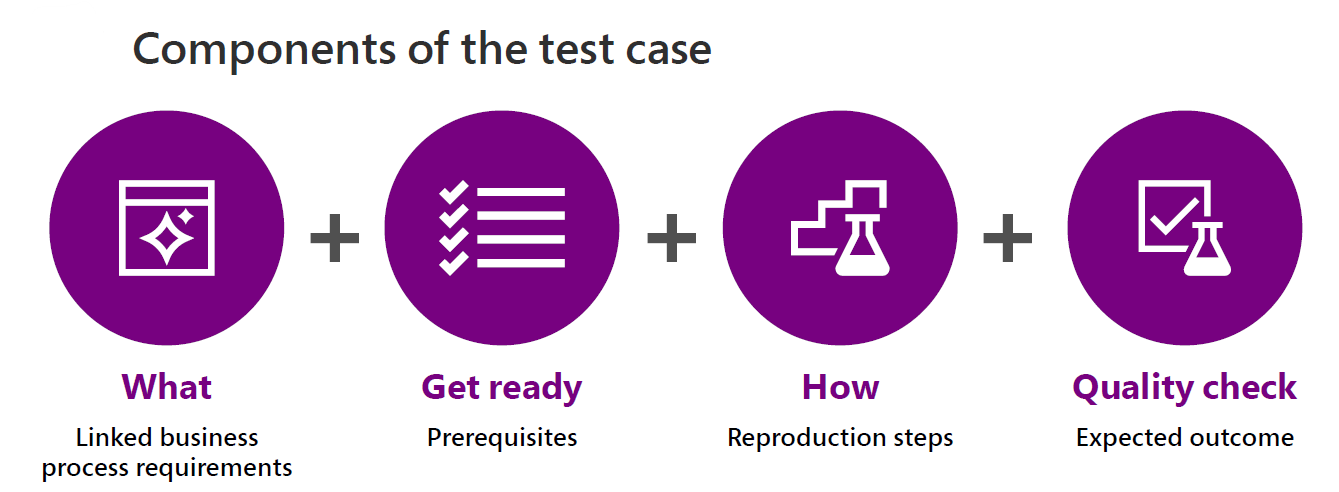 Components of the test case
What
Linked business
process requirements
Get ready
Prerequisites
How
Reproduction steps
Quality check
Expected outcome